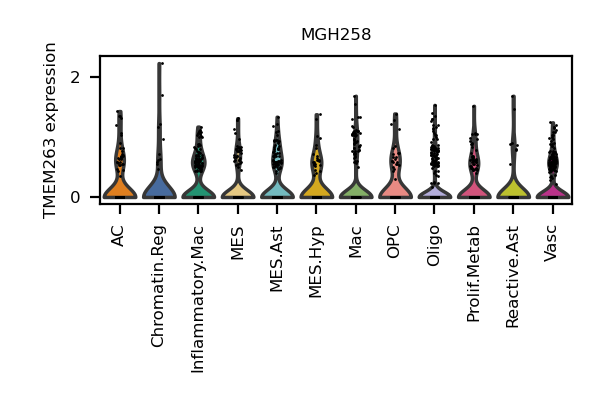 MGH258
TMEM263 expression
2
0
AC
Chromatin.Reg
Inflammatory.Mac
MES
MES.Ast
MES.Hyp
Mac
OPC
Oligo
Prolif.Metab
Reactive.Ast
Vasc